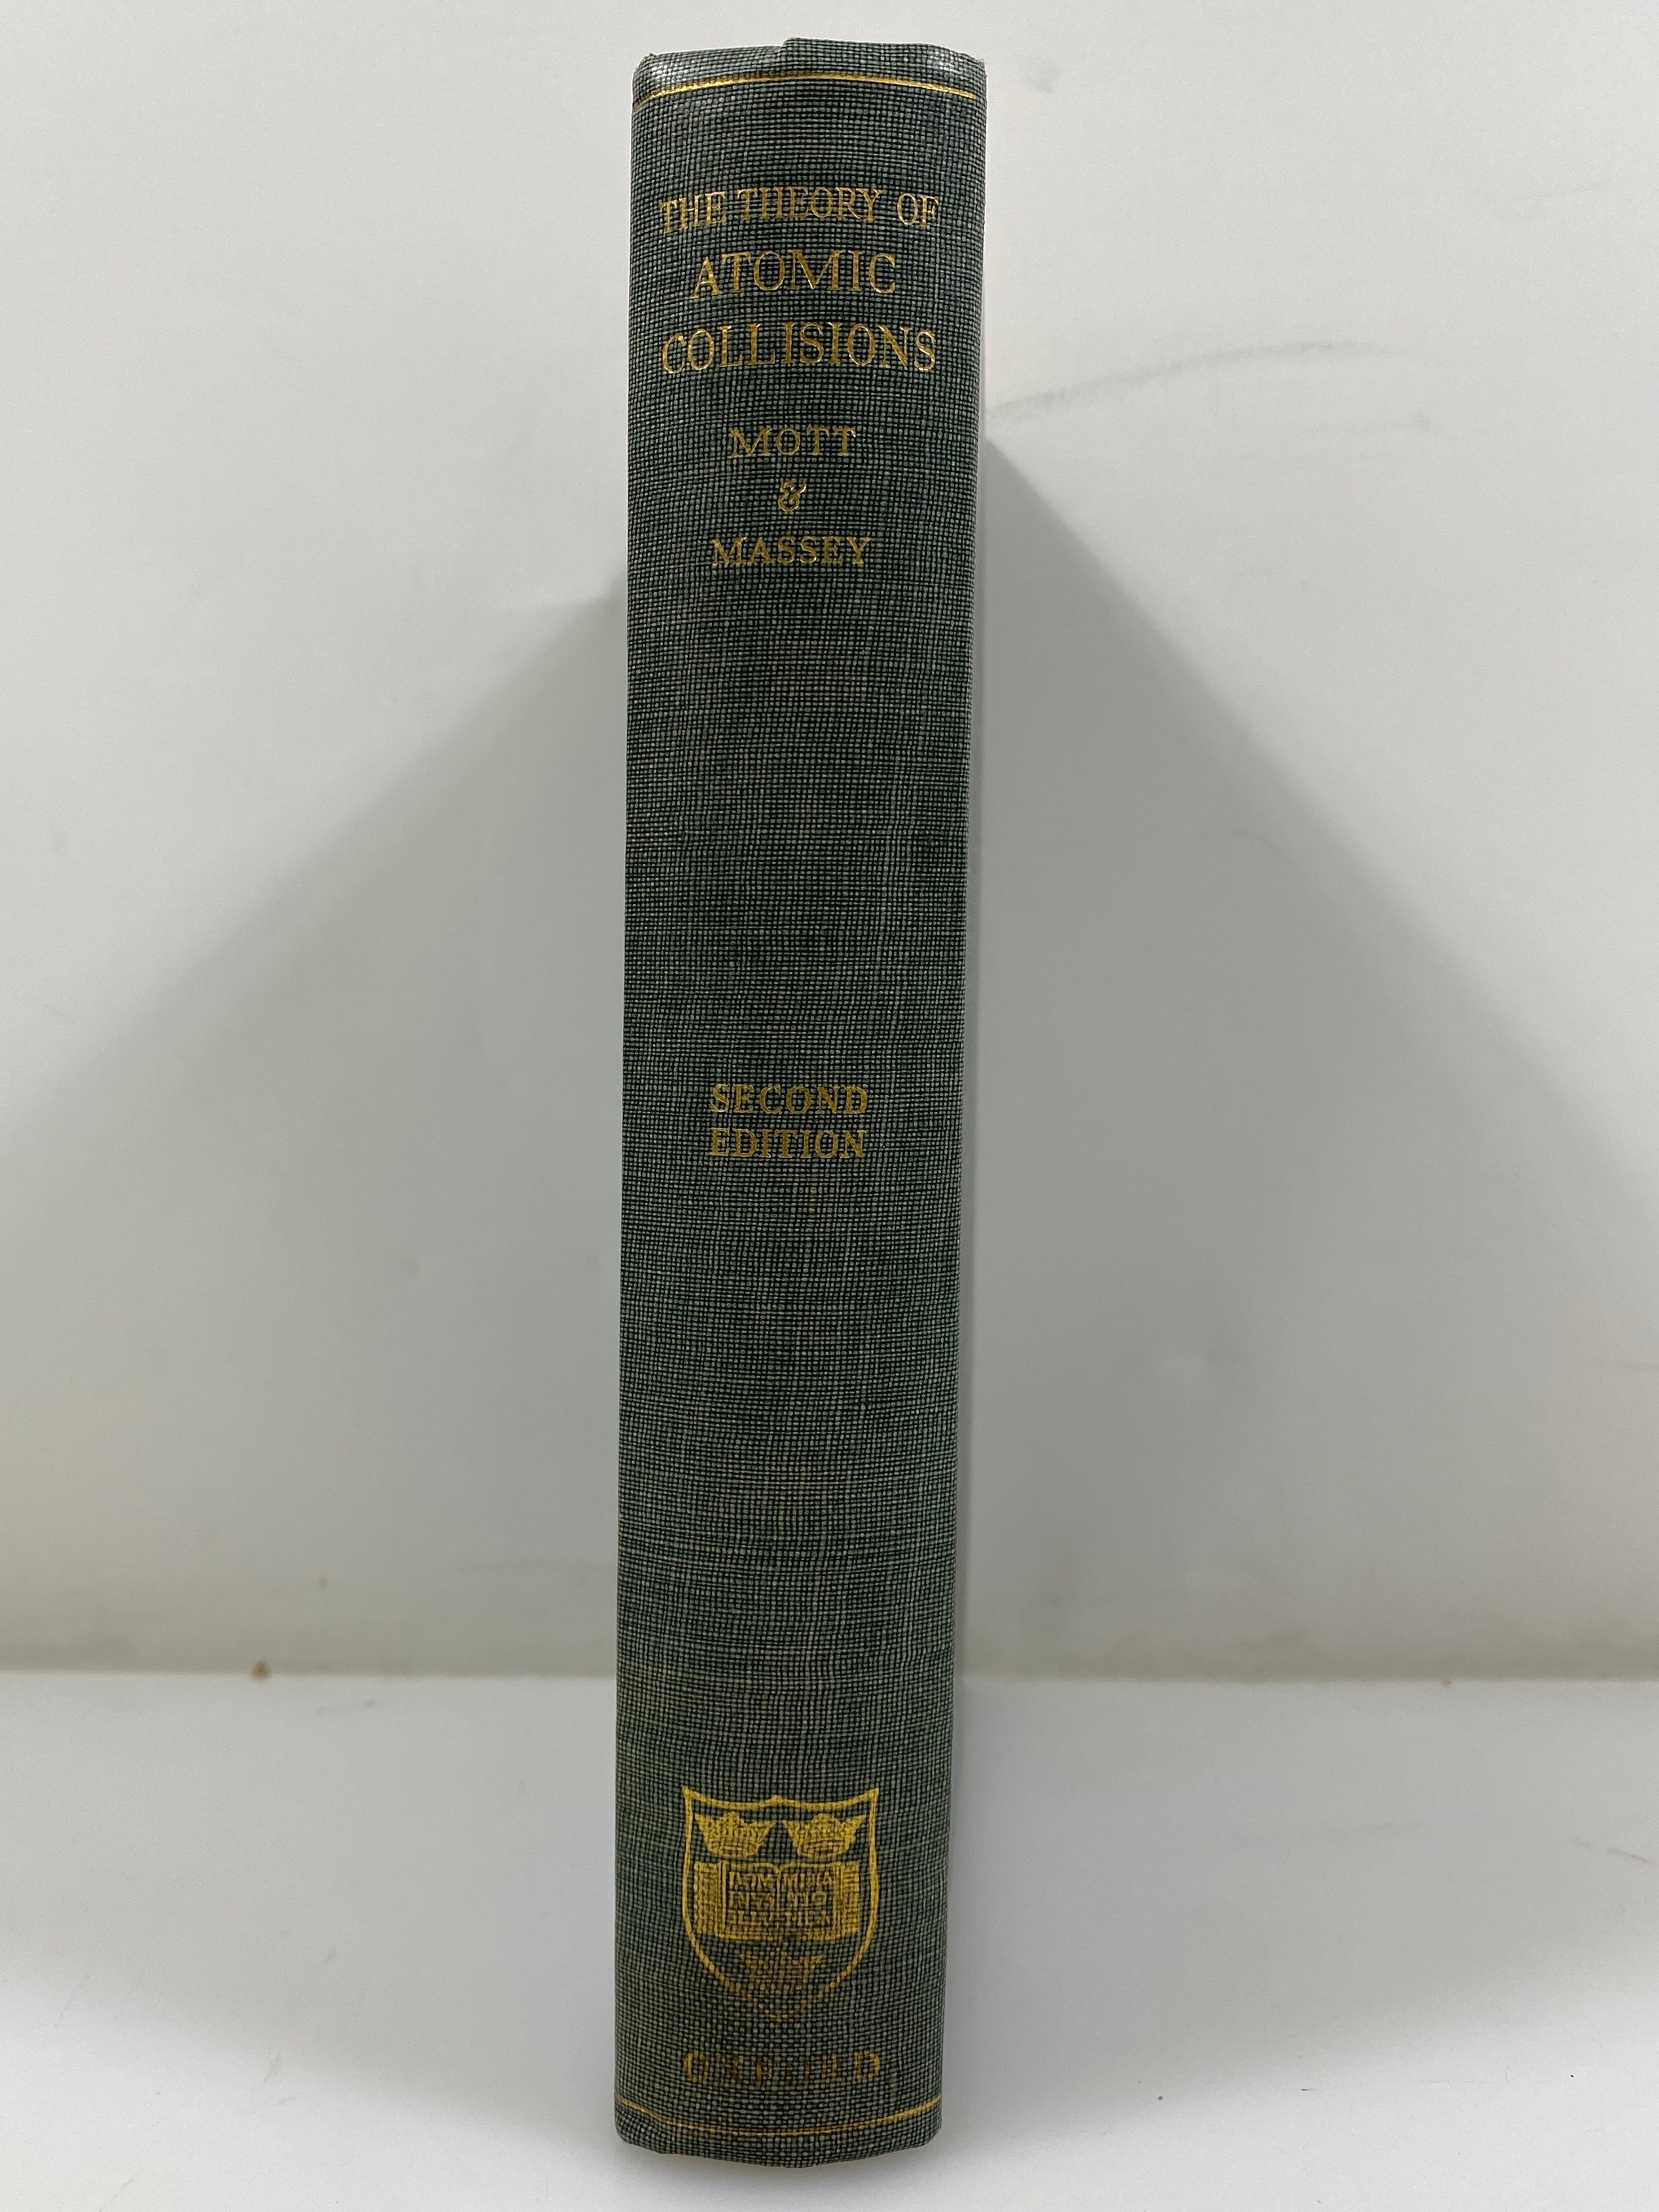 THE THEORY OF
ATOMIC
COLLISIONS
MOTT
&
MASSEY
SECOND
EDITION
OXFORD